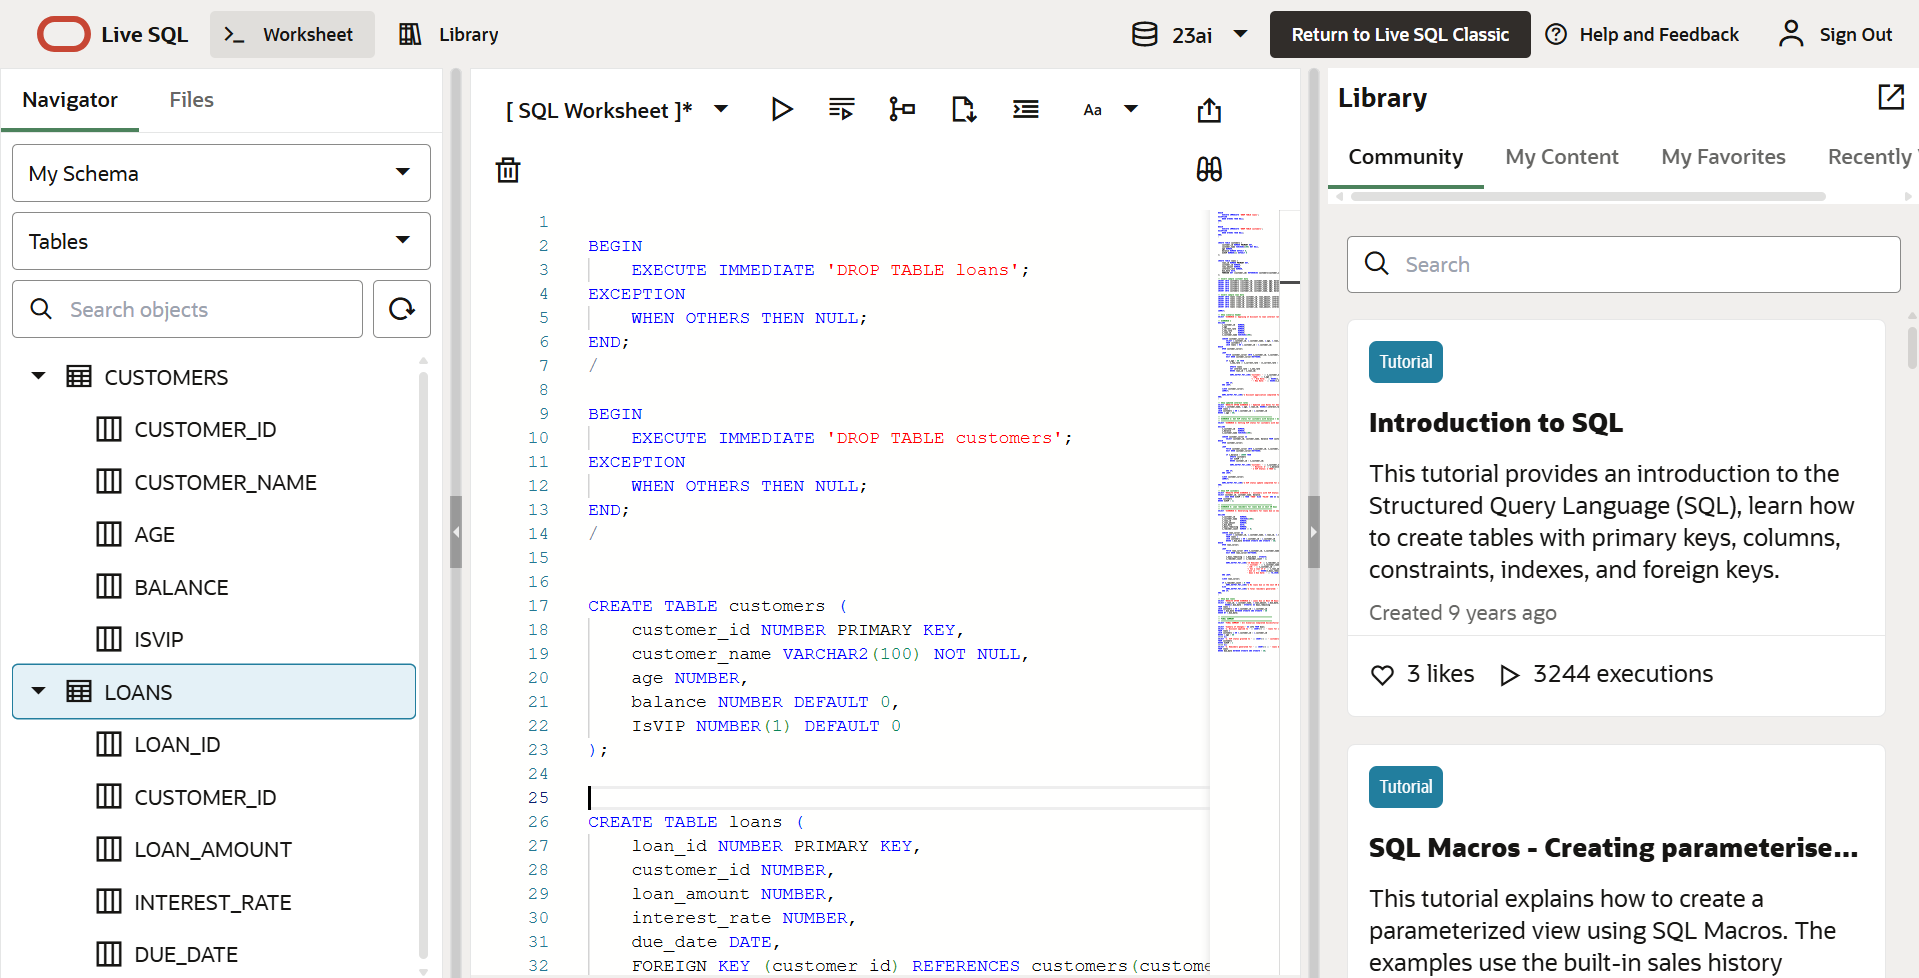 Live SQL
Worksheet
Library
23ai
Return to Live SQL Classic
Help and Feedback
Sign Out
Navigator
Files
My Schema
Tables
Search objects
CUSTOMERS
CUSTOMER_ID
CUSTOMER_NAME
AGE
BALANCE
ISVIP
LOANS
LOAN_ID
CUSTOMER_ID
LOAN_AMOUNT
INTEREST_RATE
DUE_DATE
[ SQL Worksheet ]*
Aa
1
2 BEGIN
3 EXECUTE IMMEDIATE 'DROP TABLE loans';
4 EXCEPTION
5 WHEN OTHERS THEN NULL;
6 END;
7 /
8
9 BEGIN
10 EXECUTE IMMEDIATE 'DROP TABLE customers';
11 EXCEPTION
12 WHEN OTHERS THEN NULL;
13 END;
14 /
15
16
17 CREATE TABLE customers (
18 customer_id NUMBER PRIMARY KEY,
19 customer_name VARCHAR2(100) NOT NULL,
20 age NUMBER,
21 balance NUMBER DEFAULT 0,
22 IsVIP NUMBER(1) DEFAULT 0
23 );
24
25
26 CREATE TABLE loans (
27 loan_id NUMBER PRIMARY KEY,
28 customer_id NUMBER,
29 loan_amount NUMBER,
30 interest_rate NUMBER,
31 due_date DATE,
32 FOREIGN KEY (customer_id) REFERENCES customers(custome
Library
Community
My Content
My Favorites
Recently
Search
Tutorial
Introduction to SQL
This tutorial provides an introduction to the
Structured Query Language (SQL), learn how
to create tables with primary keys, columns,
constraints, indexes, and foreign keys.
Created 9 years ago
3 likes
3244 executions
Tutorial
SQL Macros - Creating parameterise...
This tutorial explains how to create a
parameterized view using SQL Macros. The
examples use the built-in sales history